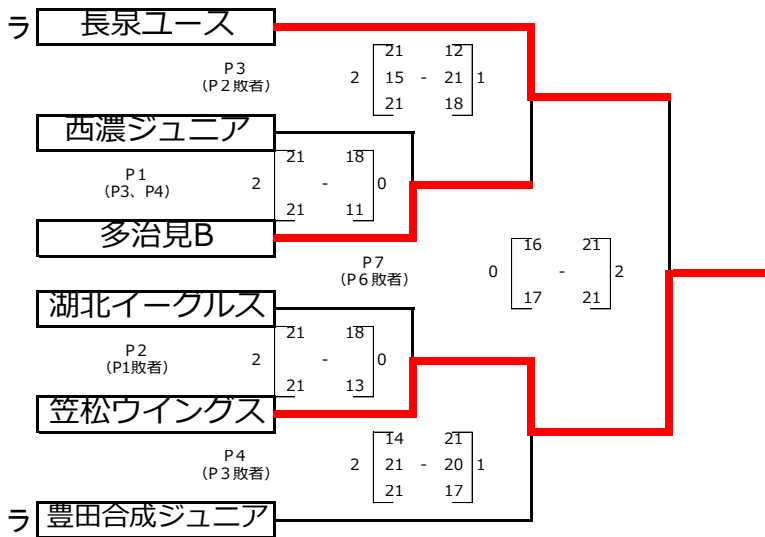 ラ 長泉ユース
P3
(P2敗者)
2 21 12
15 - 21 1
21 18
西濃ジュニア
P1
(P3、P4)
21 18
2 - 0
21 11
多治見B
P7
(P6敗者)
16 21
0 - 2
17 21
湖北イーグルス
P2
(P1敗者)
21 18
2 - 0
21 13
笠松ウイングス
P4
(P3敗者)
14 21
2 21 - 20 1
21 17
ラ 豊田合成ジュニア